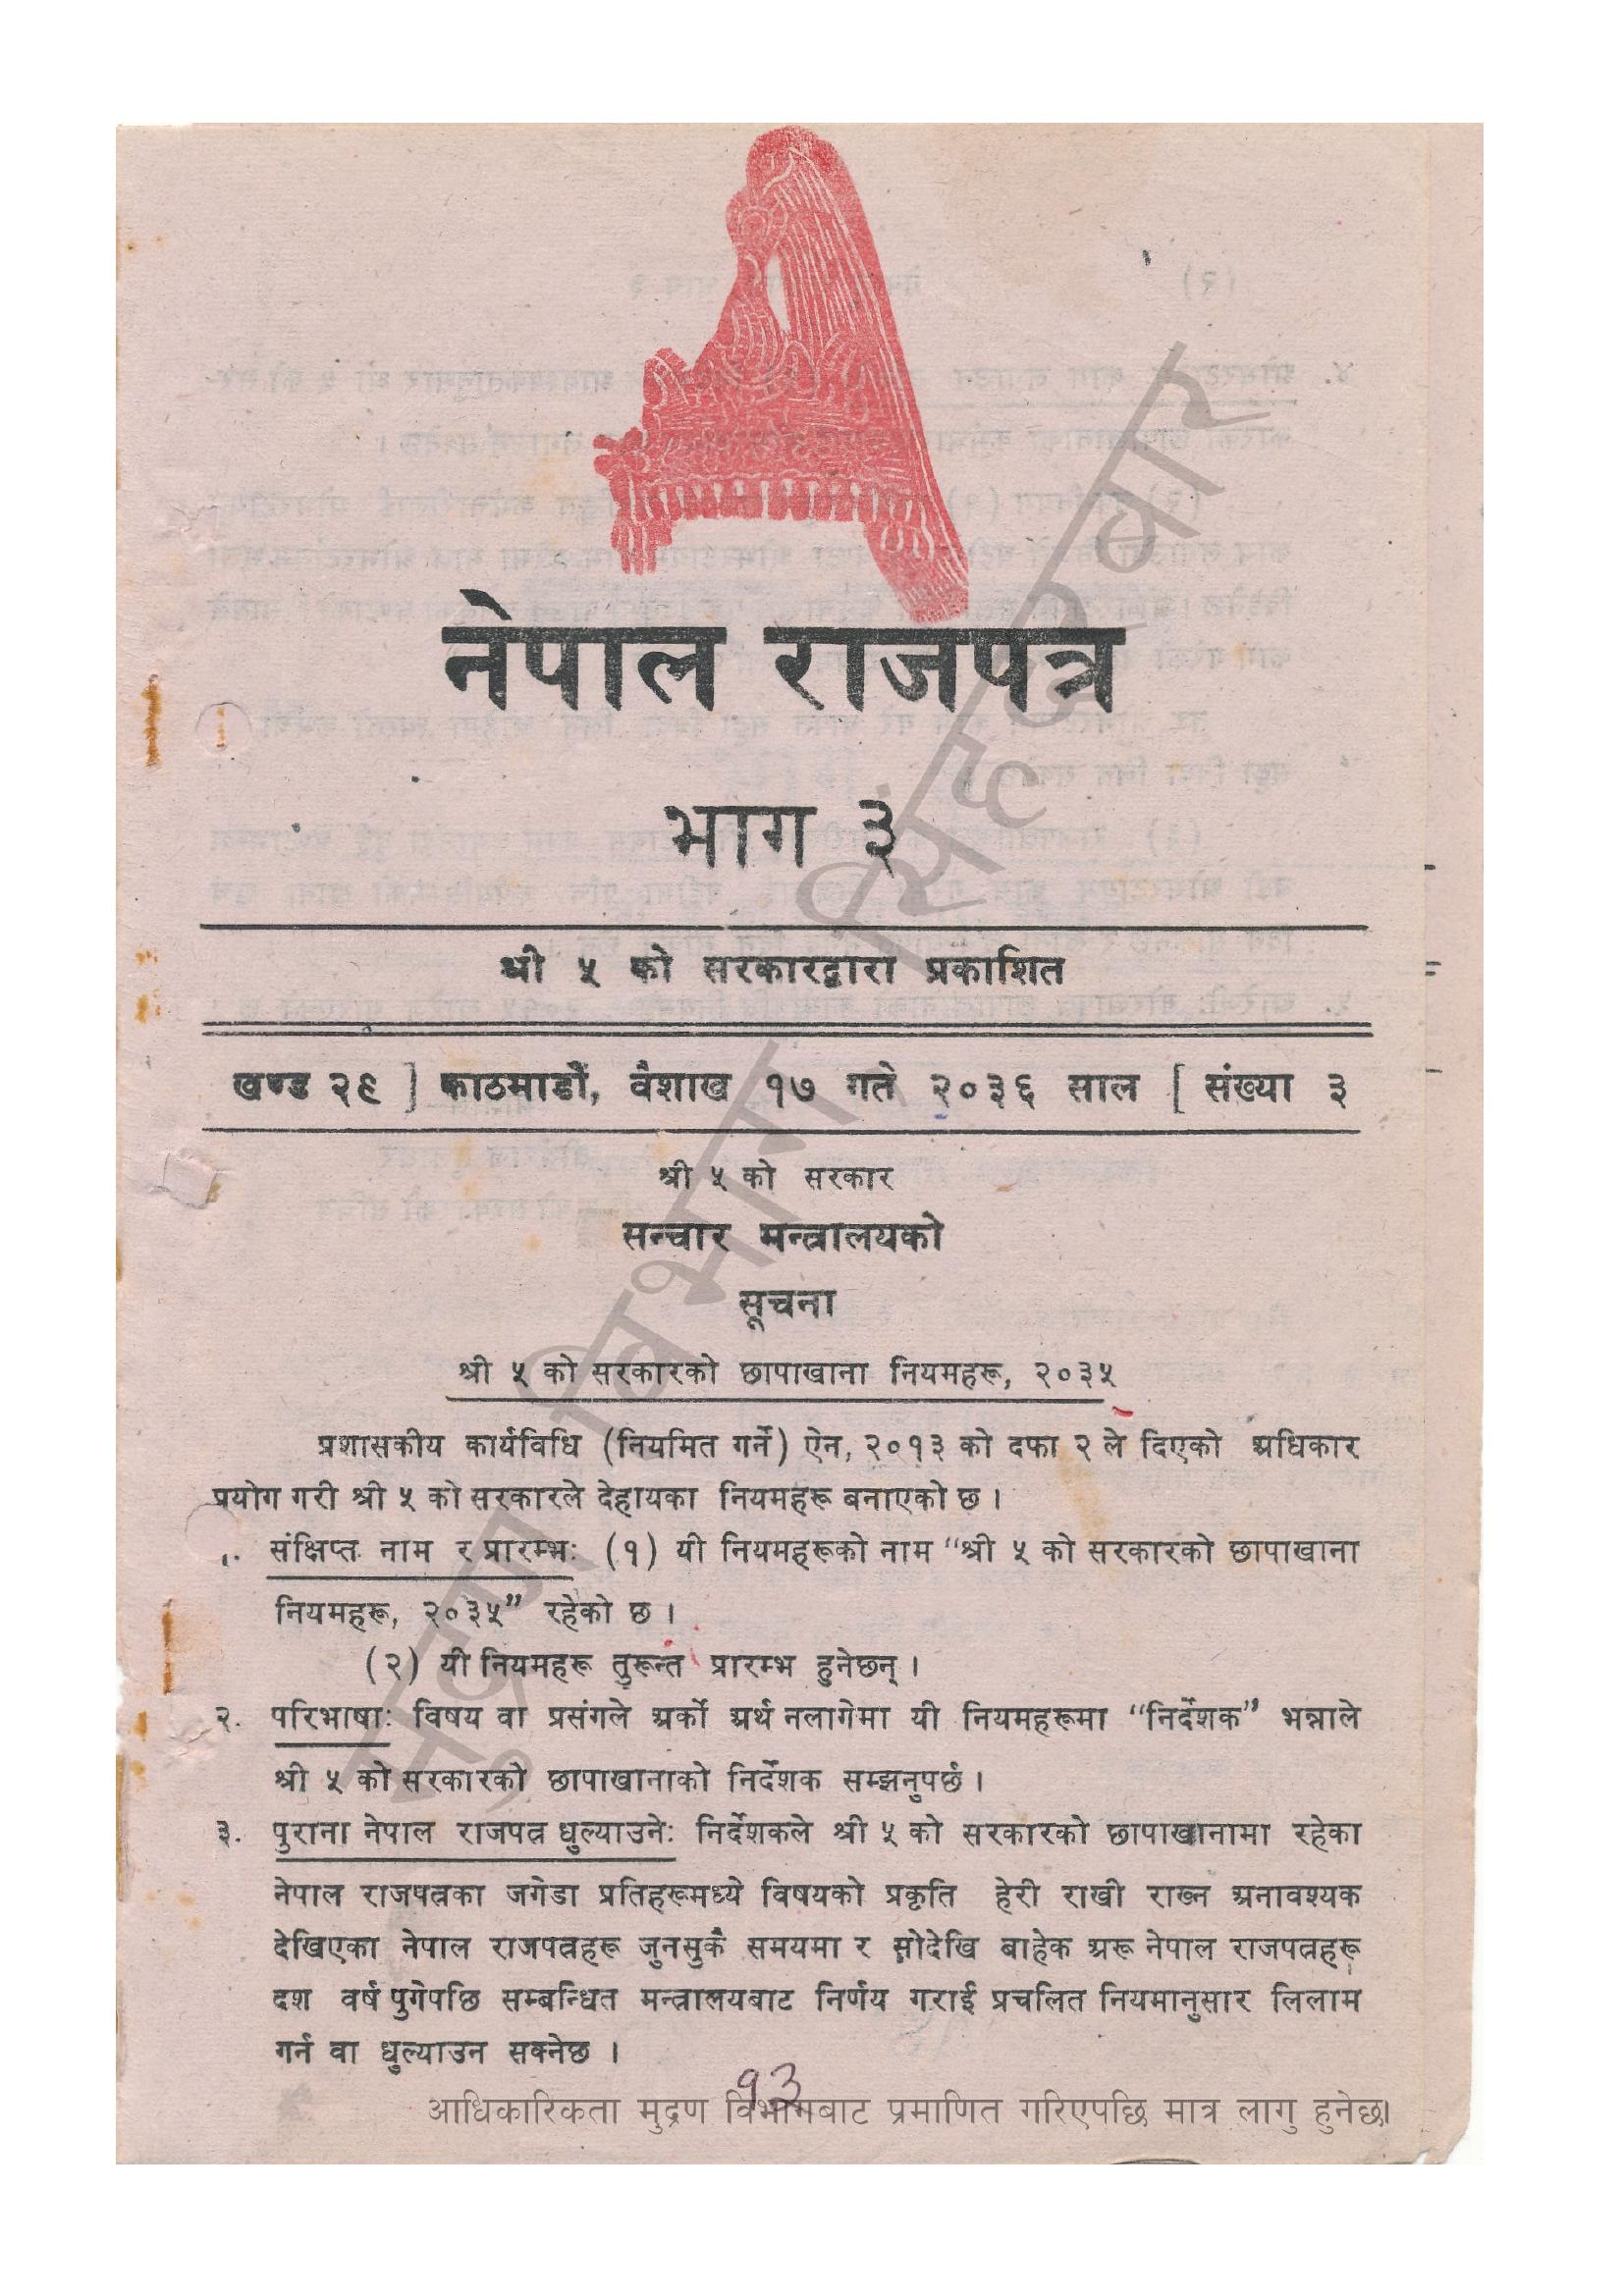 नेपाल राजपत्र
भाग ३
श्री ५ को सरकारद्वारा प्रकाशित
खण्ड २९ ] काठमाडौं, वैशाख १७ गते २०३६ साल [ संख्या ३
श्री ५ को सरकार
सन्चार मन्त्रालयको
सूचना
श्री ५ को सरकारको छापाखाना नियमहरू, २०३५
प्रशासकीय कार्यविधि (नियमित गर्ने) ऐन, २०१३ को दफा २ ले दिएको अधिकार
प्रयोग गरी श्री ५ को सरकारले देहायका नियमहरू बनाएको छ ।
१. संक्षिप्त नाम र प्रारम्भः (१) यी नियमहरूको नाम “श्री ५ को सरकारको छापाखाना
नियमहरू, २०३५” रहेको छ ।
(२) यी नियमहरू तुरून्त प्रारम्भ हुनेछन् ।
२. परिभाषाः विषय वा प्रसंगले अर्को अर्थ नलागेमा यी नियमहरूमा “निर्देशक” भन्नाले
श्री ५ को सरकारको छापाखानाको निर्देशक सम्झनुपर्छ ।
३. पुराना नेपाल राजपत्र धुल्याउनेः निर्देशकले श्री ५ को सरकारको छापाखानामा रहेका
नेपाल राजपत्रका जगेडा प्रतिहरूमध्ये विषयको प्रकृति हेरी राखी राख्न अनावश्यक
देखिएका नेपाल राजपत्रहरू जुनसुकै समयमा र सोदेखि बाहेक अरू नेपाल राजपत्रहरू
दश वर्ष पुगेपछि सम्बन्धित मन्त्रालयबाट निर्णय गराई प्रचलित नियमानुसार लिलाम
गर्न वा धुल्याउन सक्नेछ ।
१३
आधिकारिकता मुद्रण विभागबाट प्रमाणित गरिएपछि मात्र लागु हुनेछ।
मुद्रण विभाग, सिंहदरबार